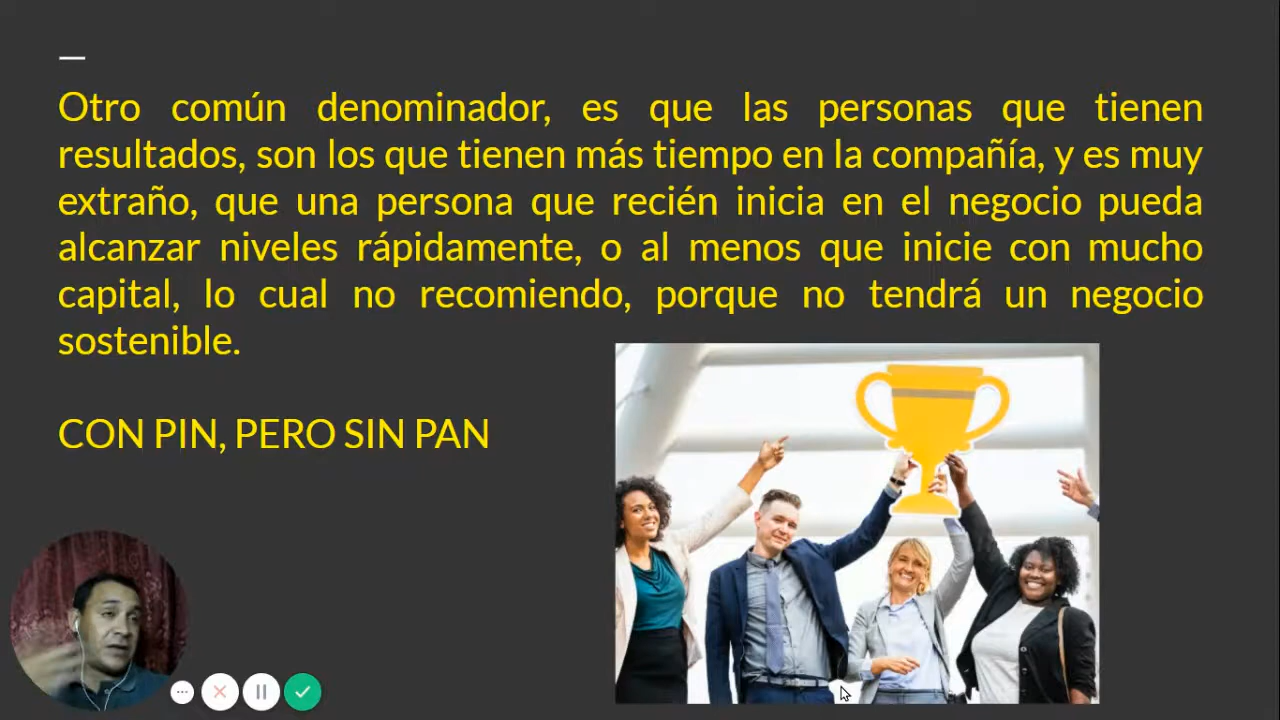 Otro común denominador, es que las personas que tienen
resultados, son los que tienen más tiempo en la compañía, y es muy
extraño, que una persona que recién inicia en el negocio pueda
alcanzar niveles rápidamente, o al menos que inicie con mucho
capital, lo cual no recomiendo, porque no tendrá un negocio
sostenible.
CON PIN, PERO SIN PAN